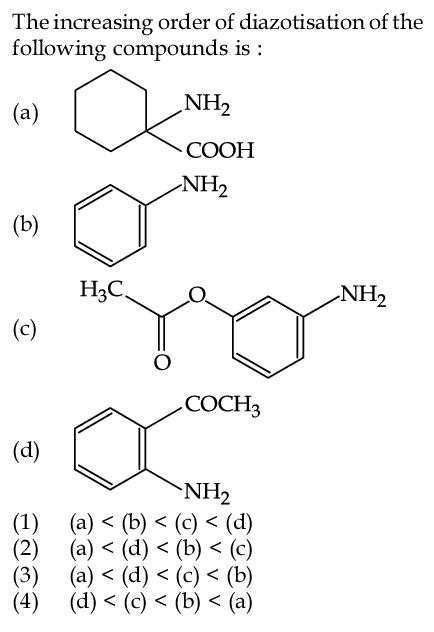 The increasing order of diazotisation of the
following compounds is :
(a)
NH₂
COOH
NH₂
(b)
H₃C
O
NH₂
(c)
O
COCH₃
(d)
NH₂
(1) (a) < (b) < (c) < (d)
(2) (a) < (d) < (b) < (c)
(3) (a) < (d) < (c) < (b)
(4) (d) < (c) < (b) < (a)